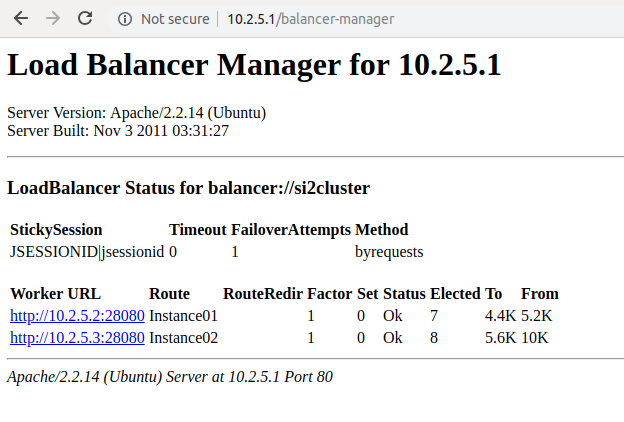 Not secure | 10.2.5.1/balancer-manager
Load Balancer Manager for 10.2.5.1
Server Version: Apache/2.2.14 (Ubuntu)
Server Built: Nov 3 2011 03:31:27
LoadBalancer Status for balancer://si2cluster
StickySession Timeout FailoverAttempts Method
JSESSIONID|jsessionid 0 1 byrequests
Worker URL Route RouteRedir Factor Set Status Elected To From
http://10.2.5.2:28080 Instance01 1 0 Ok 7 4.4K 5.2K
http://10.2.5.3:28080 Instance02 1 0 Ok 8 5.6K 10K
Apache/2.2.14 (Ubuntu) Server at 10.2.5.1 Port 80